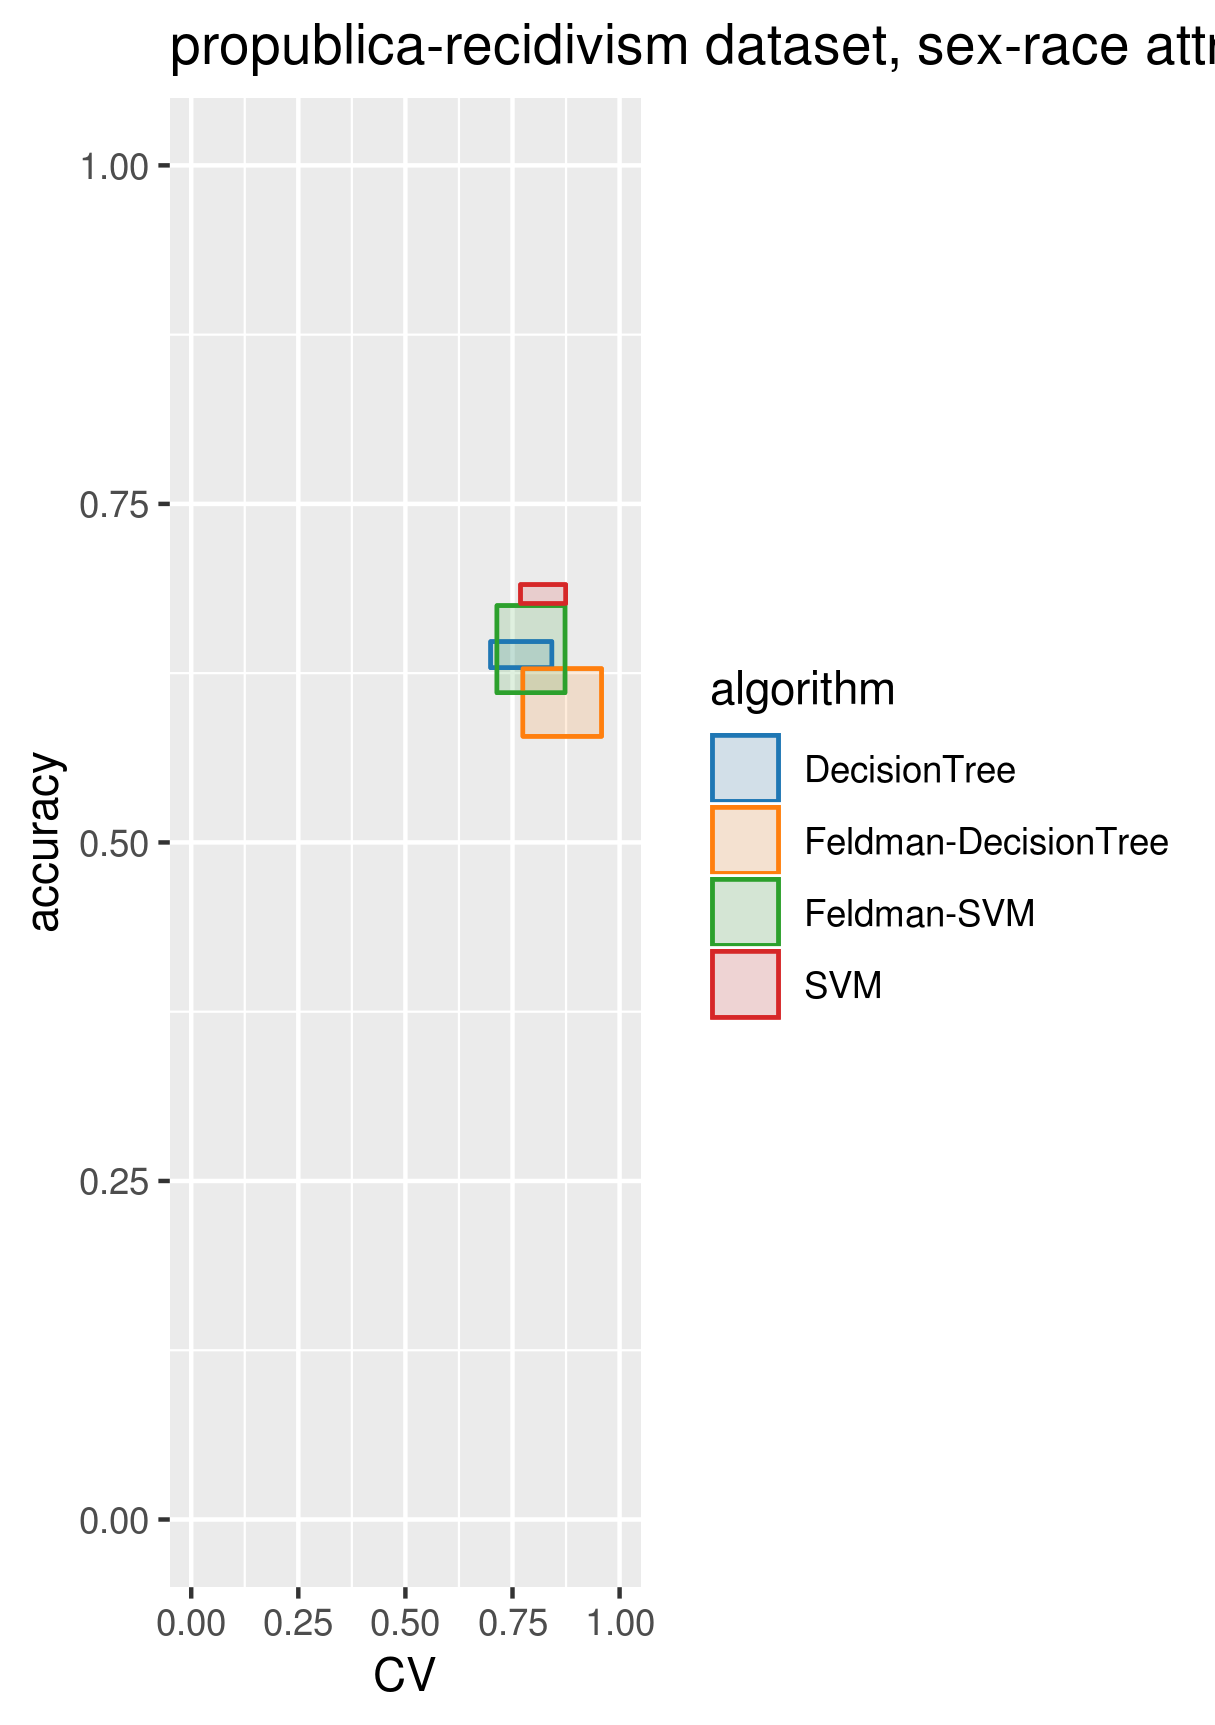 propublica-recidivism dataset, sex-race
1.00
0.75
0.50
0.25
0.00
accuracy
0.00 0.25 0.50 0.75 1.00
CV
algorithm
DecisionTree
Feldman-DecisionTree
Feldman-SVM
SVM